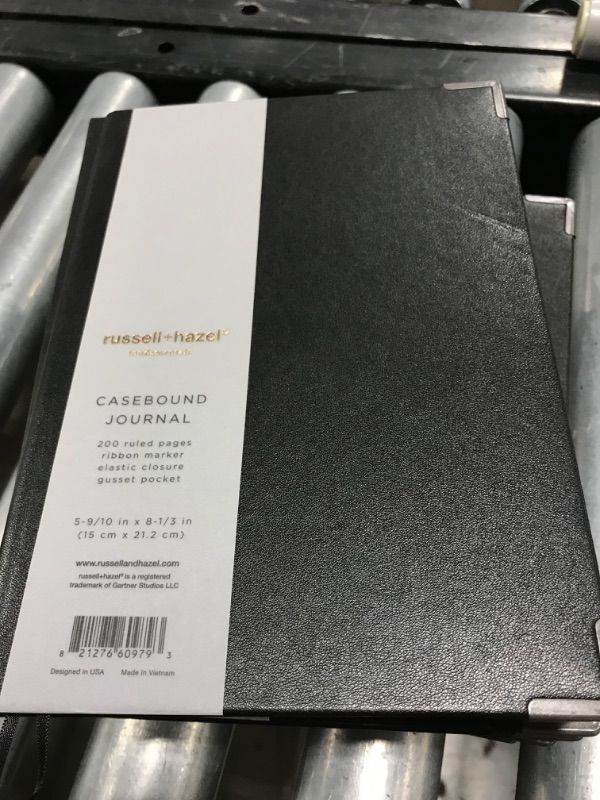 russell+hazel®
CASEBOUND
JOURNAL
200 ruled pages
ribbon marker
elastic closure
gusset pocket
5-9/10 in x 8-1/3 in
(15 cm x 21.2 cm)
www.russellandhazel.com
russell+hazel® is a registered
trademark of Gartner Studios LLC
8 21276 60979 3
Designed in USA Made in Vietnam